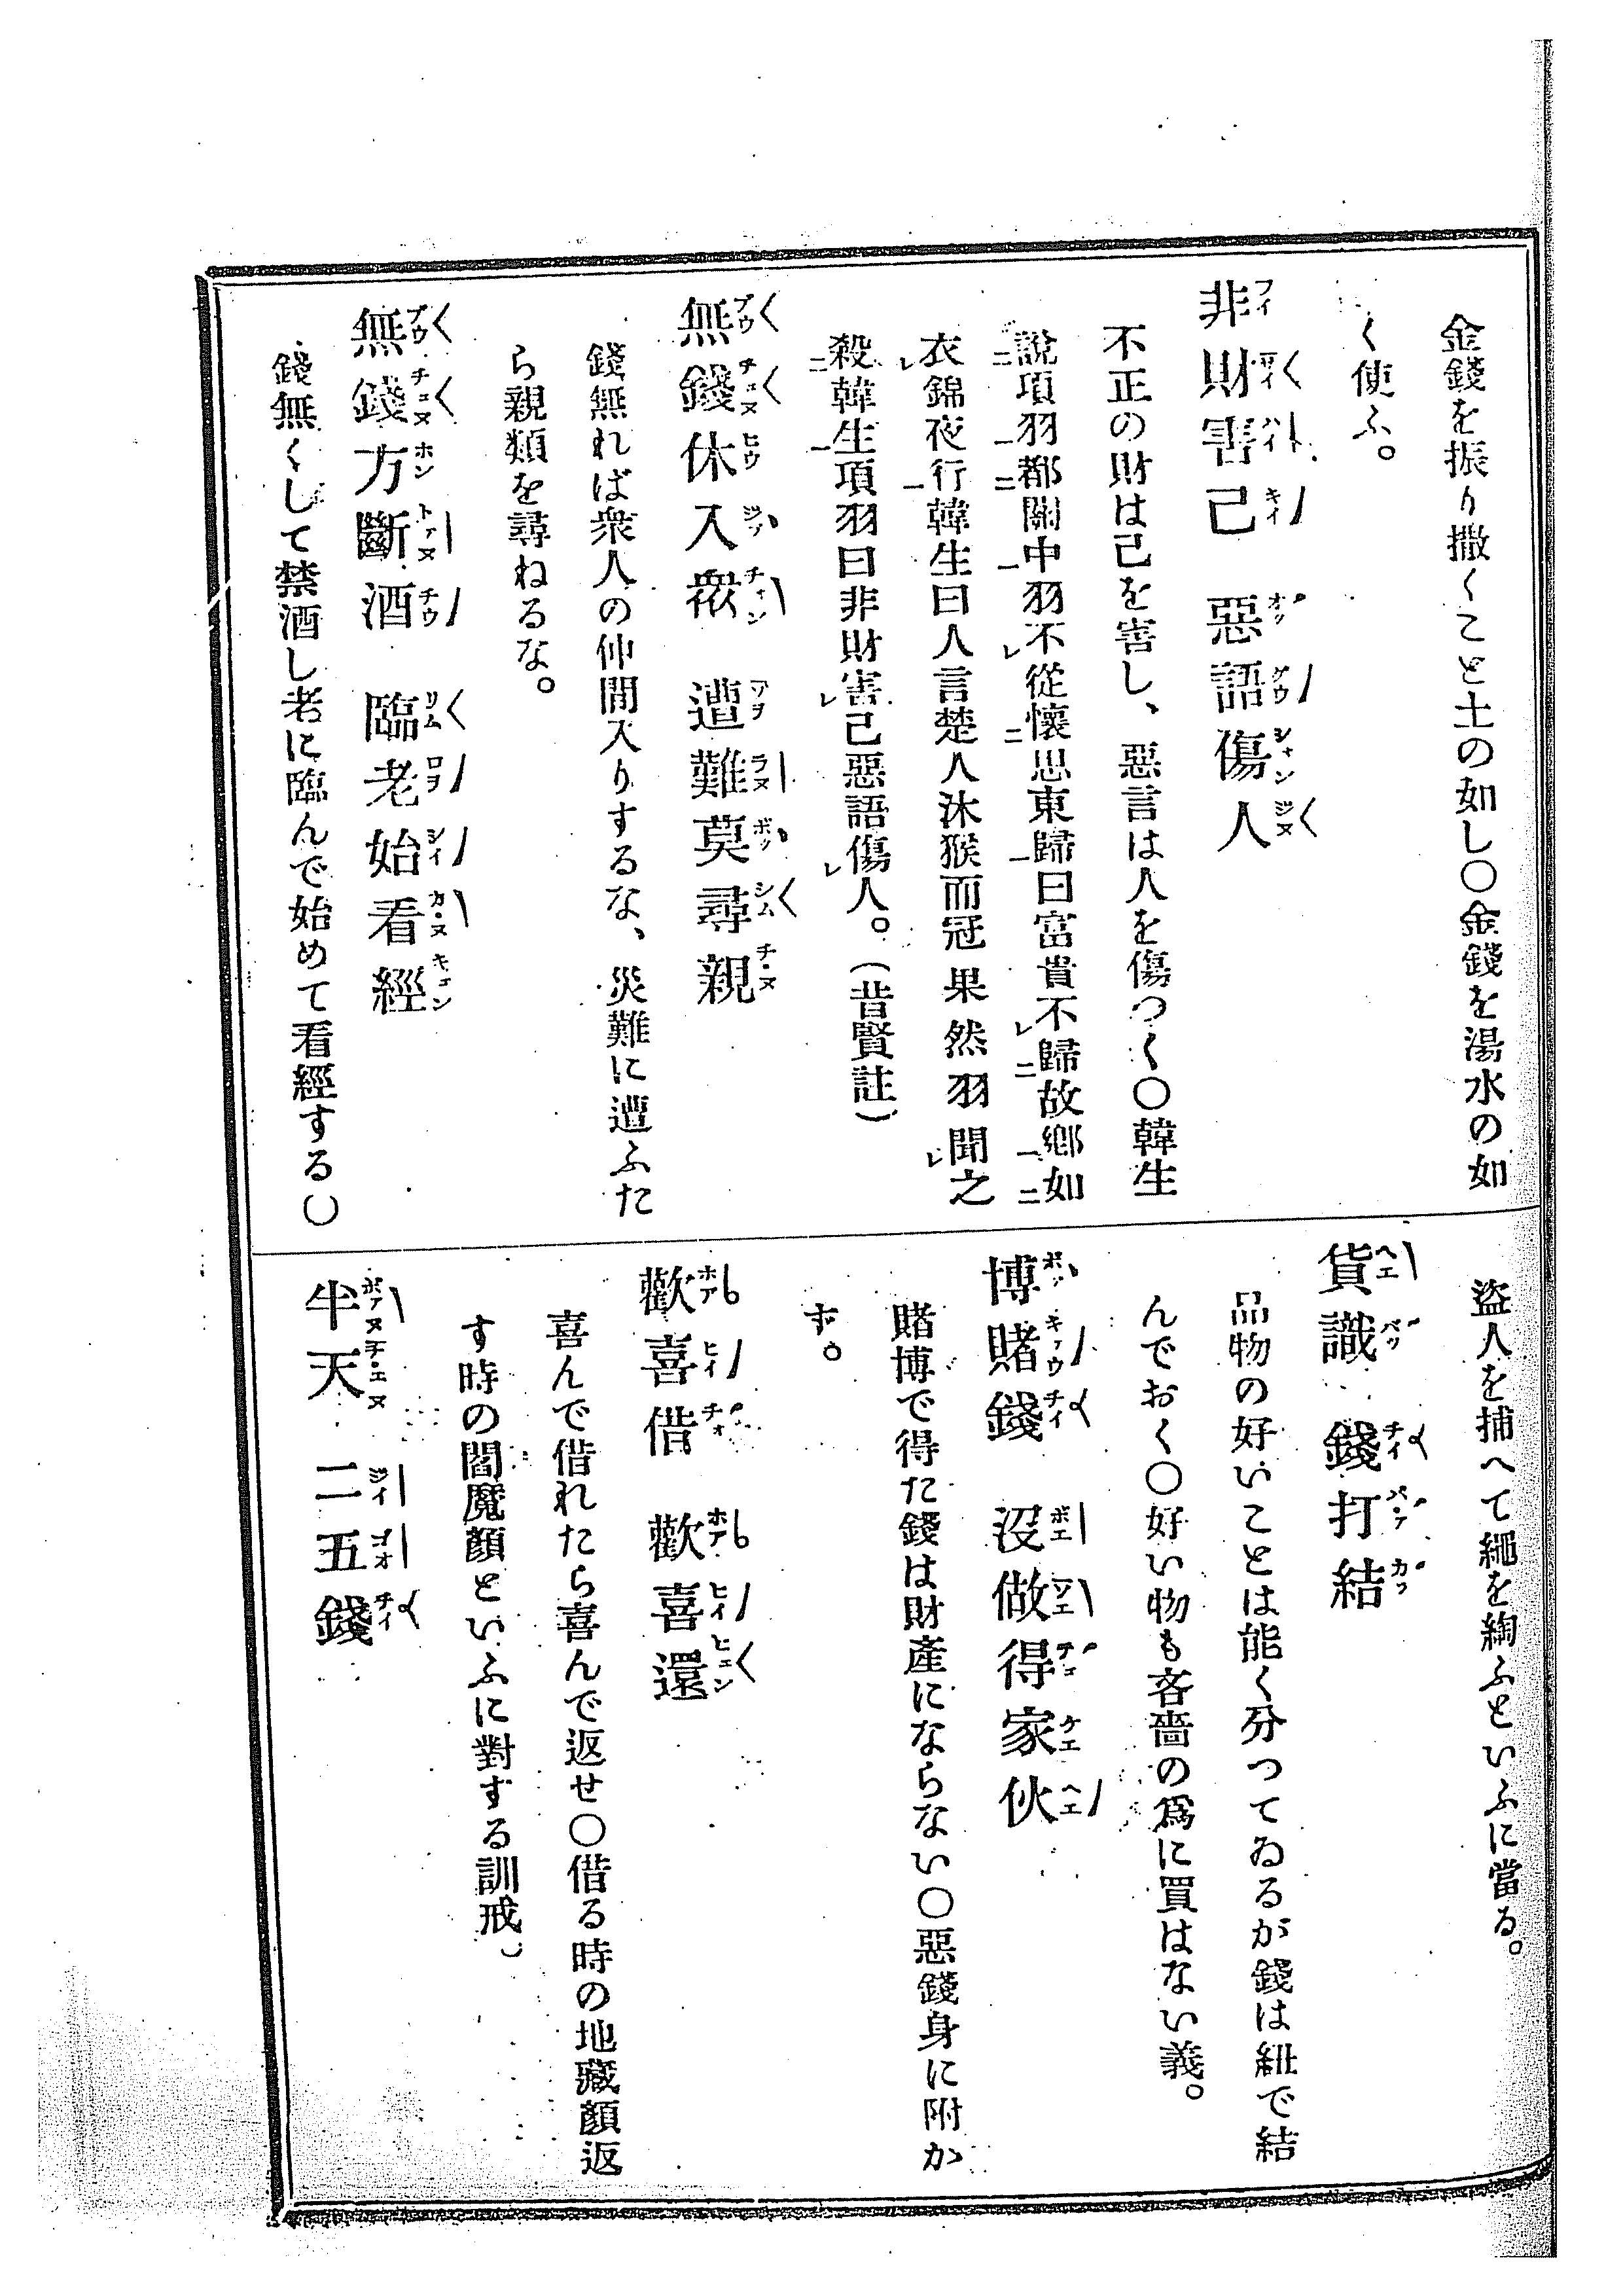 金錢を振り撒くこと土の如し〇金錢を湯水の如
く使ふ。
非財害己　惡語傷人
不正の財は己を害し、惡言は人を傷つく〇韓生
說項羽都關中羽不從懷思東歸曰富貴不歸故鄕如
衣錦夜行韓生曰人言楚人沐猴而冠果然羽聞之
殺韓生項羽曰非財害己惡語傷人。（昔賢註）
無錢休入衆　遭難莫尋親
錢無れば衆人の仲間入りするな、災難に遭ふた
ら親類を尋ねるな。
無錢方斷酒　臨老始看經
錢無くして禁酒し老に臨んで始めて看經する〇
盜人を捕へて繩を綯ふといふに當る。
貨識　錢打結
品物の好いことは能く分つてゐるが錢は紐で結
んでおく〇好い物も吝嗇の爲に買はない義。
博賭錢　沒做得家伙
賭博で得た錢は財產にならない〇惡錢身に附か
ず。
歡喜借　歡喜還
喜んで借れたら喜んで返せ〇借る時の地藏顏返
す時の閻魔顏といふに對する訓戒。
半天　二五錢